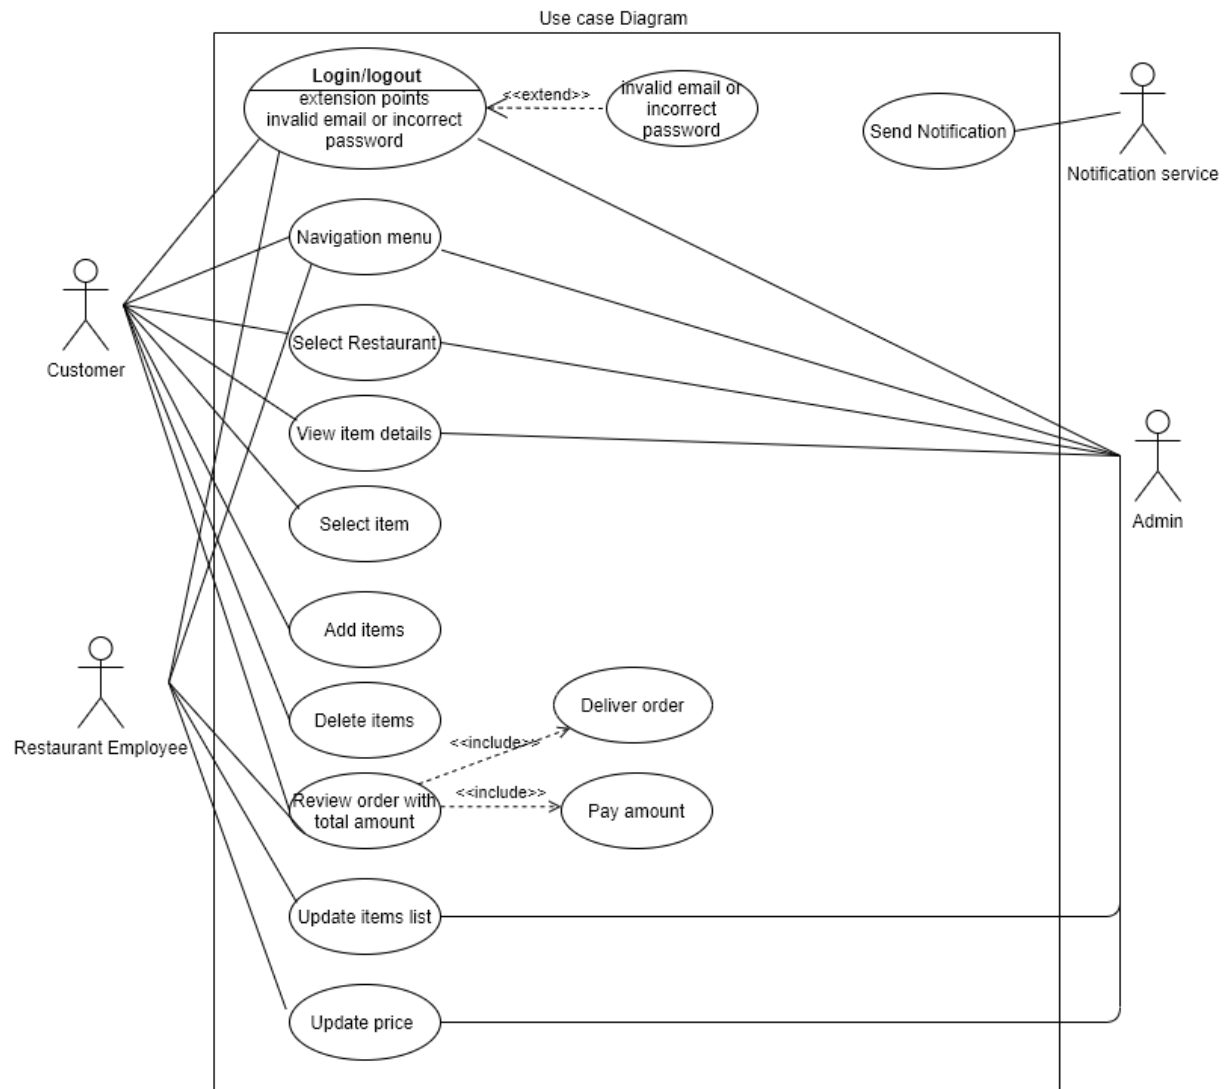 Use case Diagram
Login/logout
extension points
invalid email or incorrect
password
<<extend>>
invalid email or
incorrect
password
Send Notification
Notification service
Navigation menu
Customer
Select Restaurant
View item details
Admin
Select item
Add items
Restaurant Employee
Delete items
Deliver order
<<include>>
Review order with
total amount
<<include>>
Pay amount
Update items list
Update price